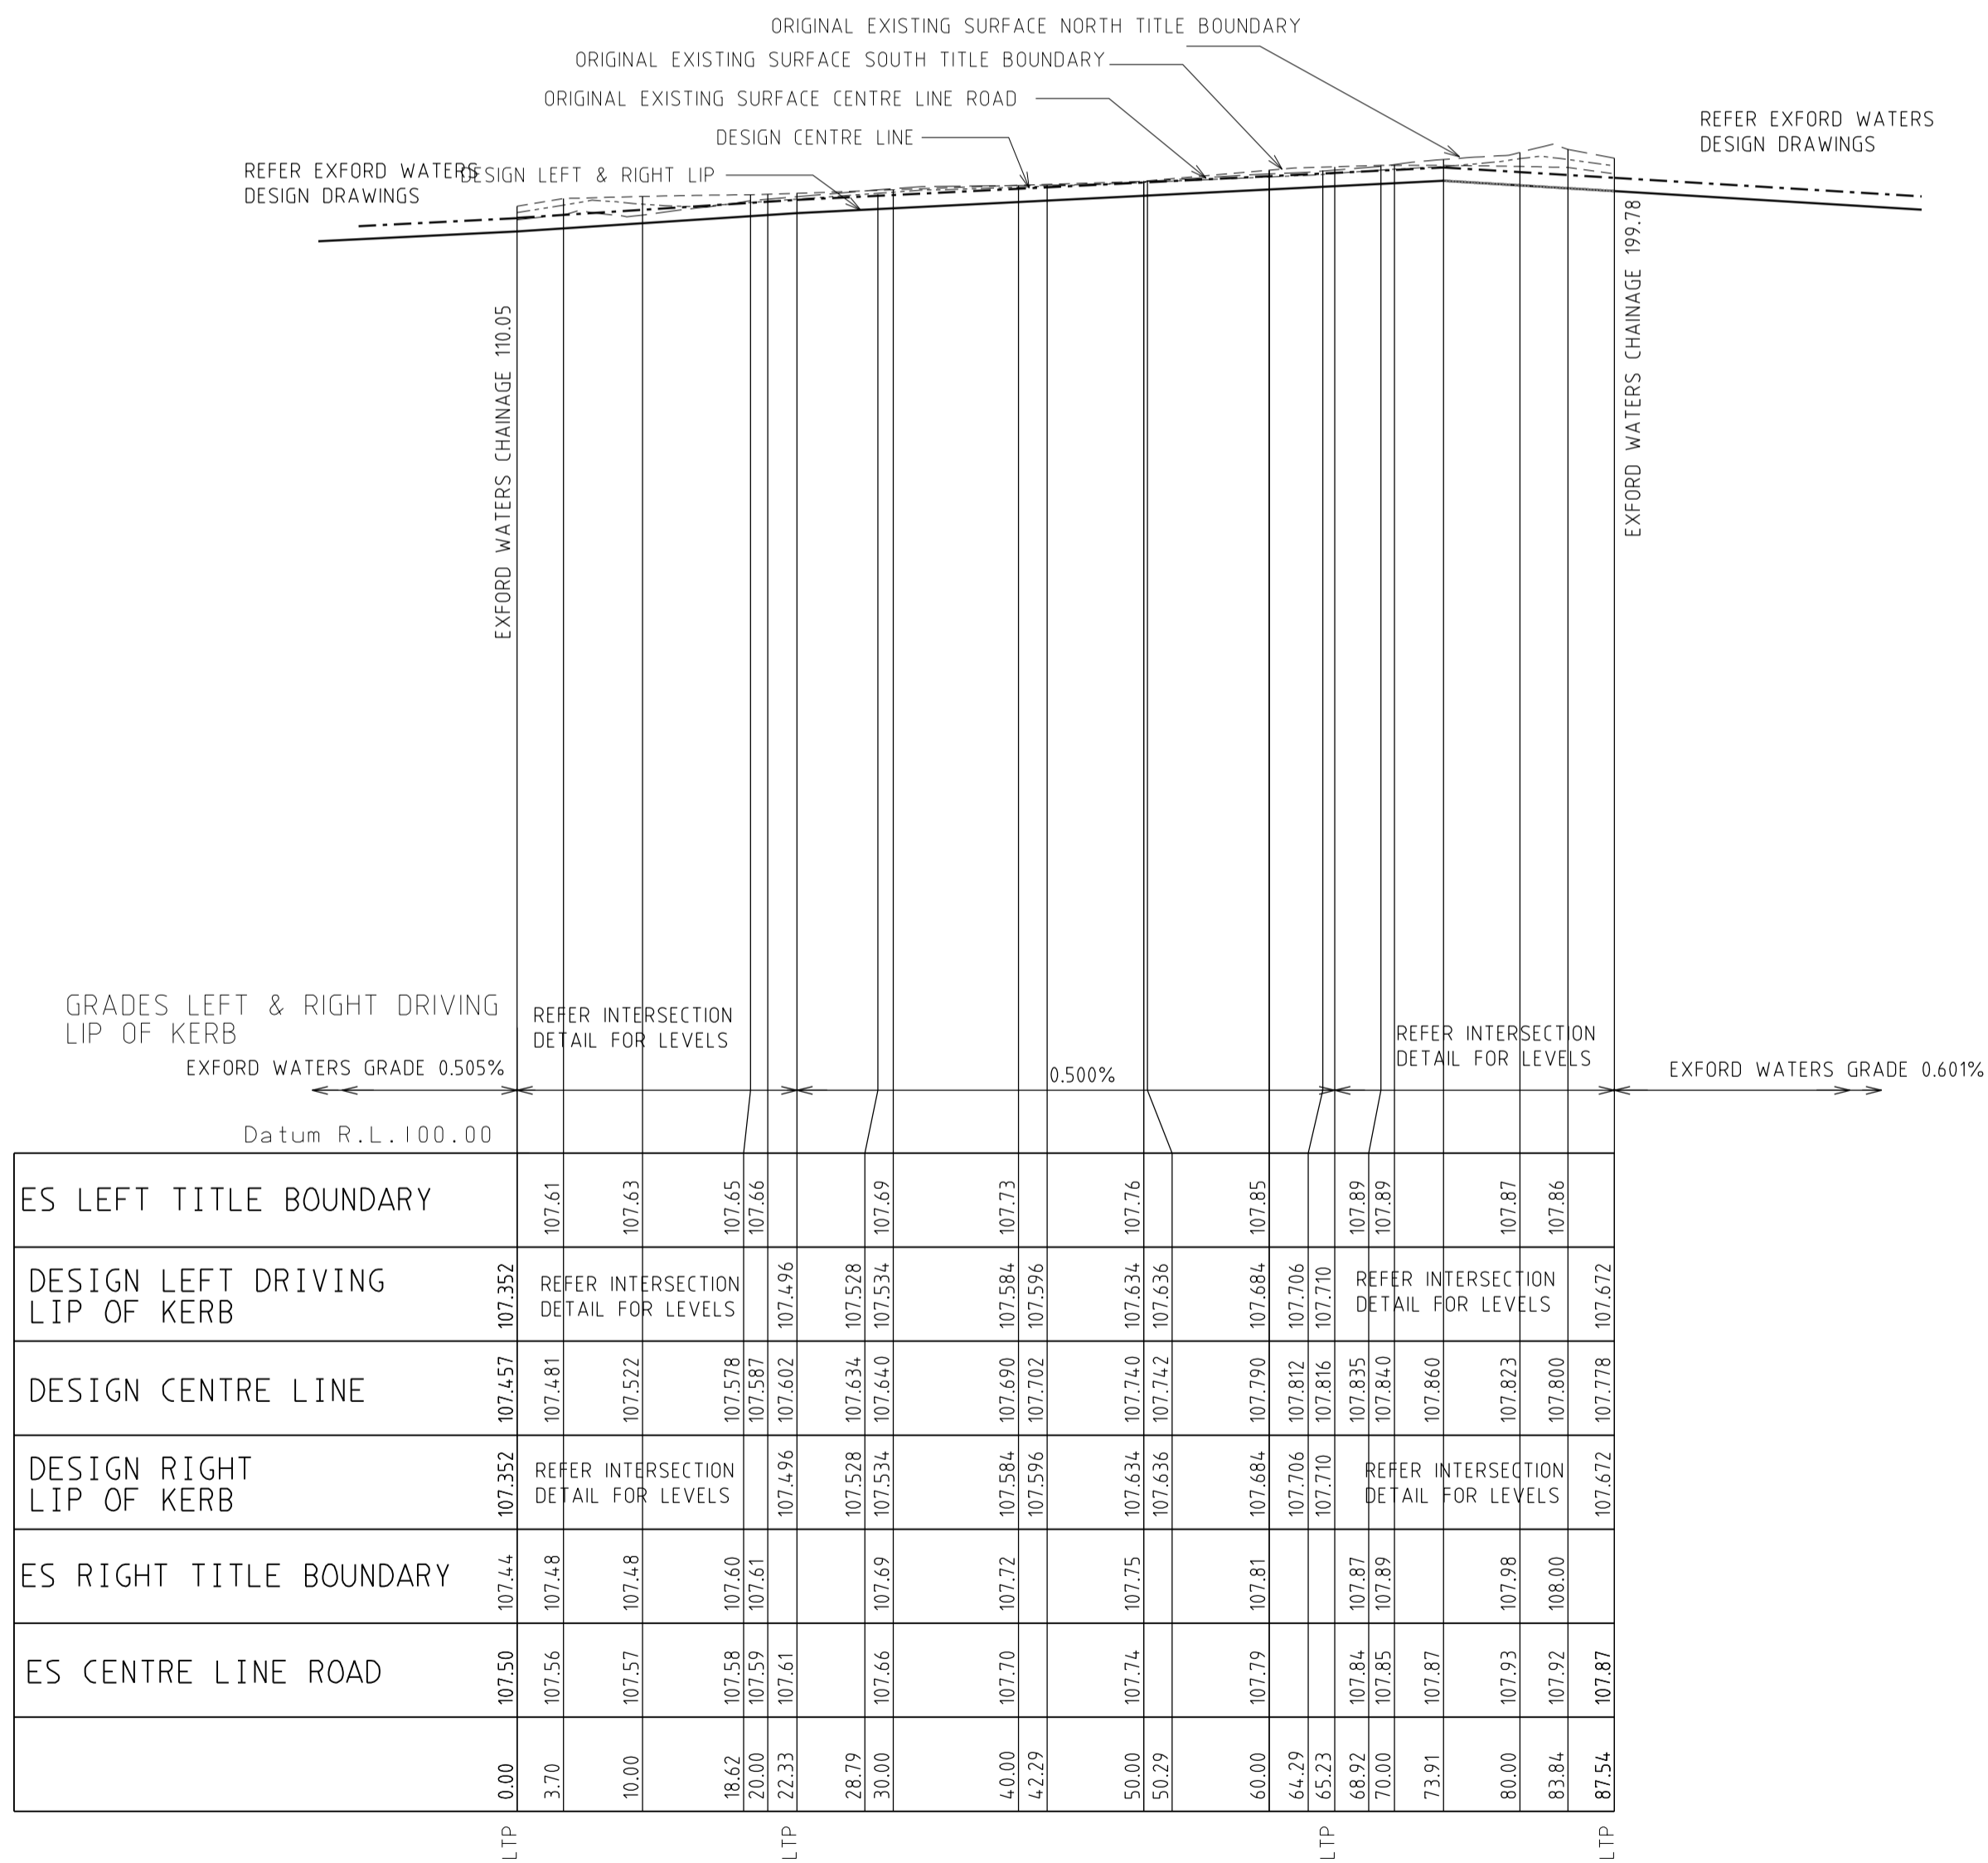 ORIGINAL EXISTING SURFACE NORTH TITLE BOUNDARY
ORIGINAL EXISTING SURFACE SOUTH TITLE BOUNDARY
ORIGINAL EXISTING SURFACE CENTRE LINE ROAD
DESIGN CENTRE LINE
DESIGN LEFT & RIGHT LIP
REFER EXFORD WATERS
DESIGN DRAWINGS
REFER EXFORD WATERS
DESIGN DRAWINGS
EXFORD WATERS CHAINAGE 110.05
EXFORD WATERS CHAINAGE 199.78
GRADES LEFT & RIGHT DRIVING
LIP OF KERB
REFER INTERSECTION
DETAIL FOR LEVELS
REFER INTERSECTION
DETAIL FOR LEVELS
EXFORD WATERS GRADE 0.505%
0.500%
EXFORD WATERS GRADE 0.601%
Datum R.L.100.00
ES LEFT TITLE BOUNDARY
107.61 107.63 107.65 107.66 107.69 107.73 107.76 107.85 107.89 107.89 107.87 107.86
DESIGN LEFT DRIVING
LIP OF KERB
107.352
REFER INTERSECTION
DETAIL FOR LEVELS
107.496 107.528 107.534 107.584 107.596 107.634 107.636 107.684 107.706 107.710
REFER INTERSECTION
DETAIL FOR LEVELS
107.672
DESIGN CENTRE LINE
107.457 107.481 107.522 107.578 107.587 107.602 107.634 107.640 107.690 107.702 107.740 107.742 107.790 107.812 107.816 107.835 107.840 107.860 107.823 107.800 107.778
DESIGN RIGHT
LIP OF KERB
107.352
REFER INTERSECTION
DETAIL FOR LEVELS
107.496 107.528 107.534 107.584 107.596 107.634 107.636 107.684 107.706 107.710
REFER INTERSECTION
DETAIL FOR LEVELS
107.672
ES RIGHT TITLE BOUNDARY
107.44 107.48 107.48 107.60 107.61 107.69 107.72 107.75 107.81 107.87 107.89 107.98 108.00
ES CENTRE LINE ROAD
107.50 107.56 107.57 107.58 107.59 107.61 107.66 107.70 107.74 107.79 107.84 107.85 107.87 107.93 107.92 107.87
0.00 3.70 10.00 18.62 20.00 22.33 28.79 30.00 40.00 42.29 50.00 50.29 60.00 64.29 65.23 68.92 70.00 73.91 80.00 83.84 87.54
LTP LTP LTP LTP